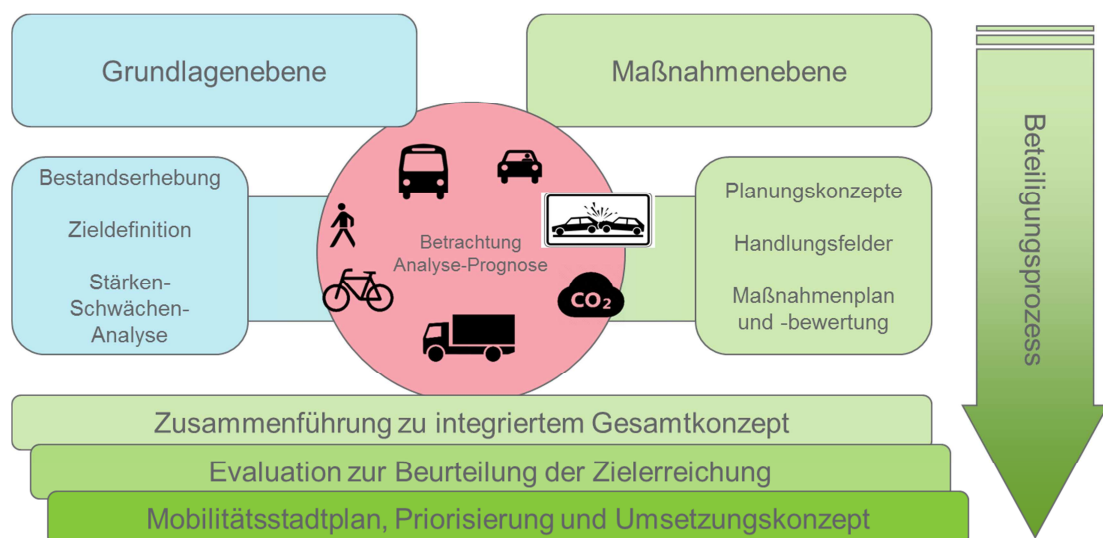 Grundlagenebene
Maßnahmenebene
Bestandserhebung
Zieldefinition
Stärken-
Schwächen-
Analyse
Betrachtung
Analyse-Prognose
CO₂
Planungskonzepte
Handlungsfelder
Maßnahmenplan
und -bewertung
Beteiligungsprozess
Zusammenführung zu integriertem Gesamtkonzept
Evaluation zur Beurteilung der Zielerreichung
Mobilitätsstadtplan, Priorisierung und Umsetzungskonzept